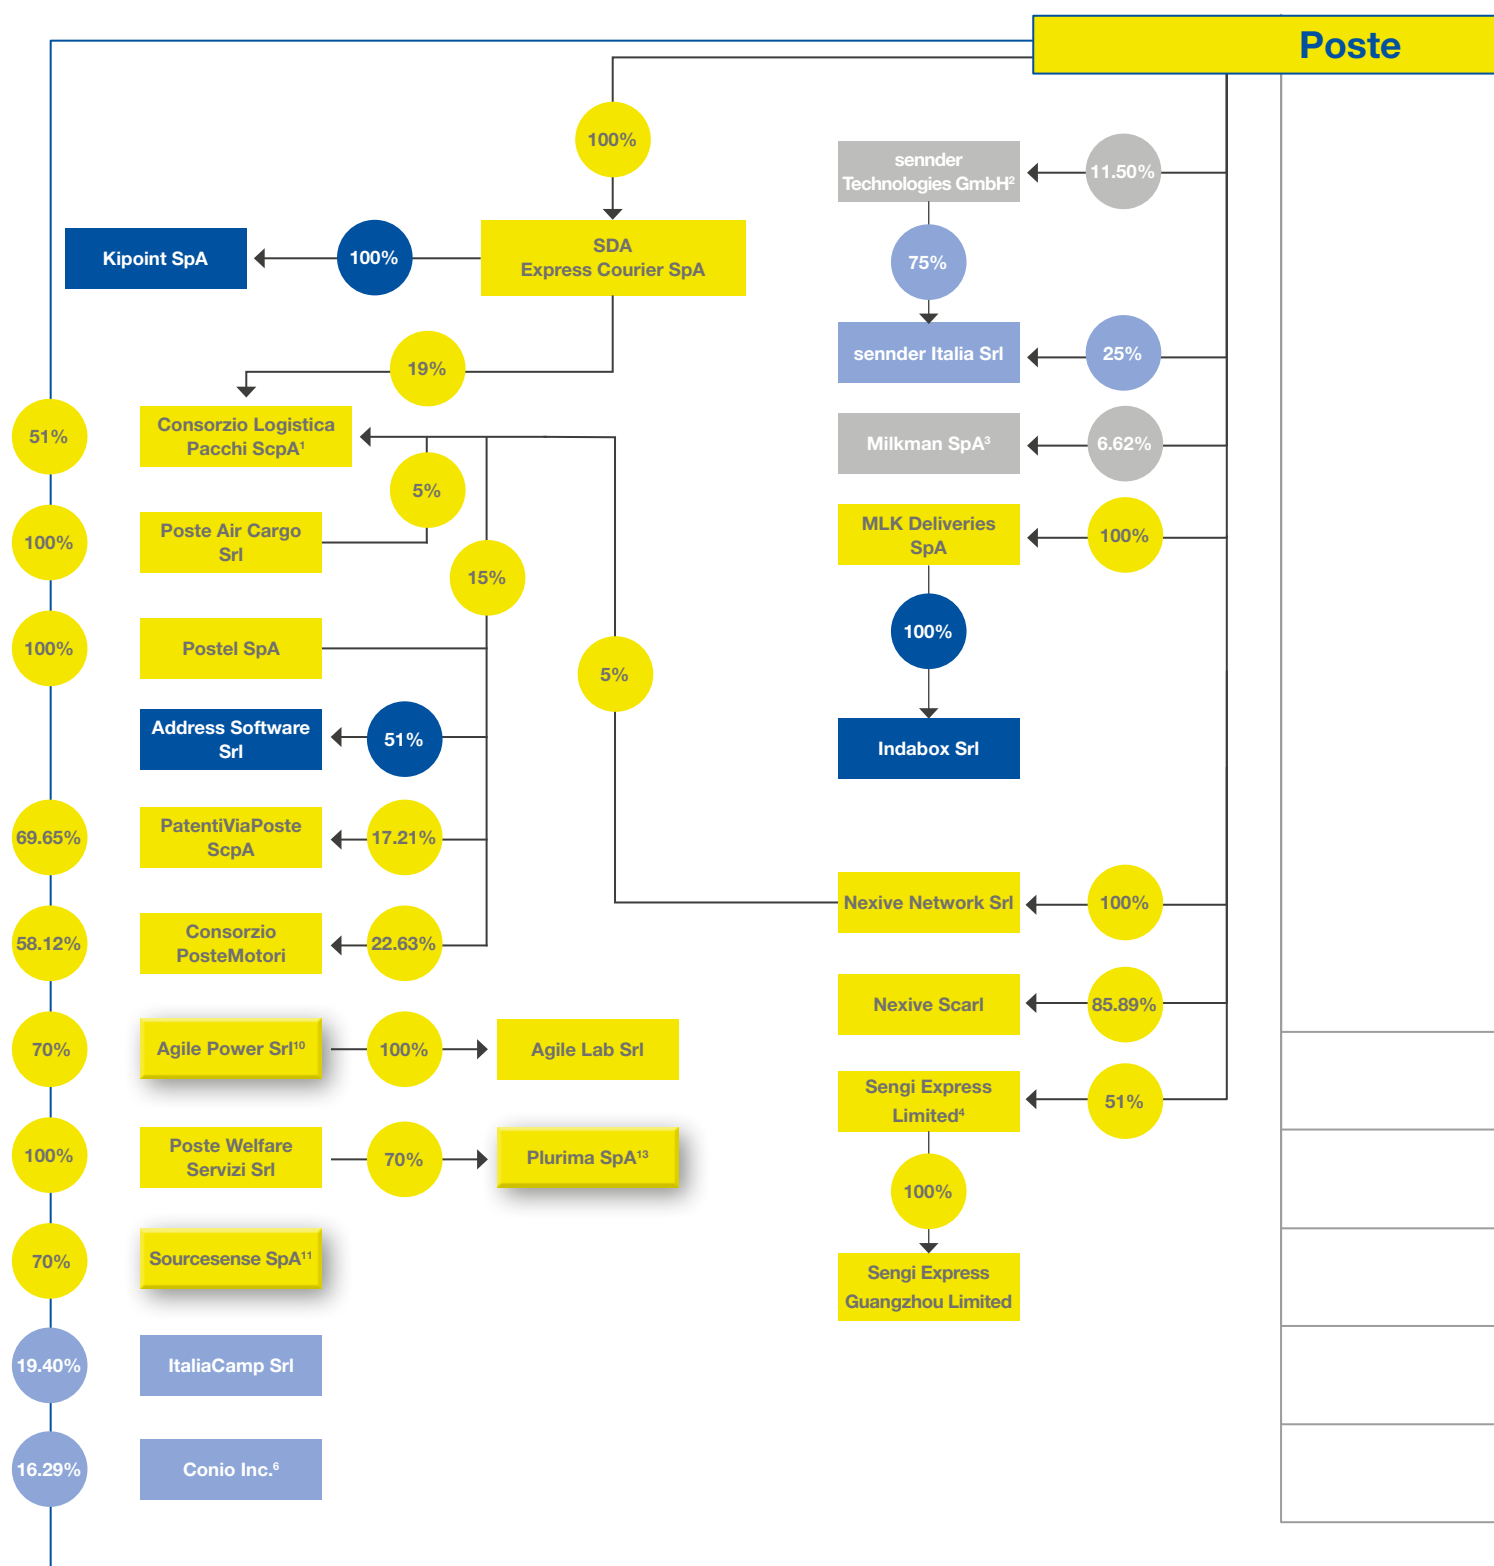 Poste
100%
sennder
Technologies GmbH²
11.50%
Kipoint SpA
100%
SDA
Express Courier SpA
75%
19%
sennder Italia Srl
25%
51%
Consorzio Logistica
Pacchi ScpA¹
Milkman SpA³
6.62%
5%
100%
Poste Air Cargo
Srl
MLK Deliveries
SpA
100%
15%
100%
Postel SpA
100%
5%
Address Software
Srl
51%
Indabox Srl
69.65%
PatentiViaPoste
ScpA
17.21%
Nexive Network Srl
100%
58.12%
Consorzio
PosteMotori
22.63%
Nexive Scarl
85.89%
70%
Agile Power Srl¹⁰
100%
Agile Lab Srl
Sengi Express
Limited⁴
51%
100%
Poste Welfare
Servizi Srl
70%
Plurima SpA¹³
100%
70%
Sourcesense SpA¹¹
Sengi Express
Guangzhou Limited
19.40%
ItaliaCamp Srl
16.29%
Conio Inc.⁶